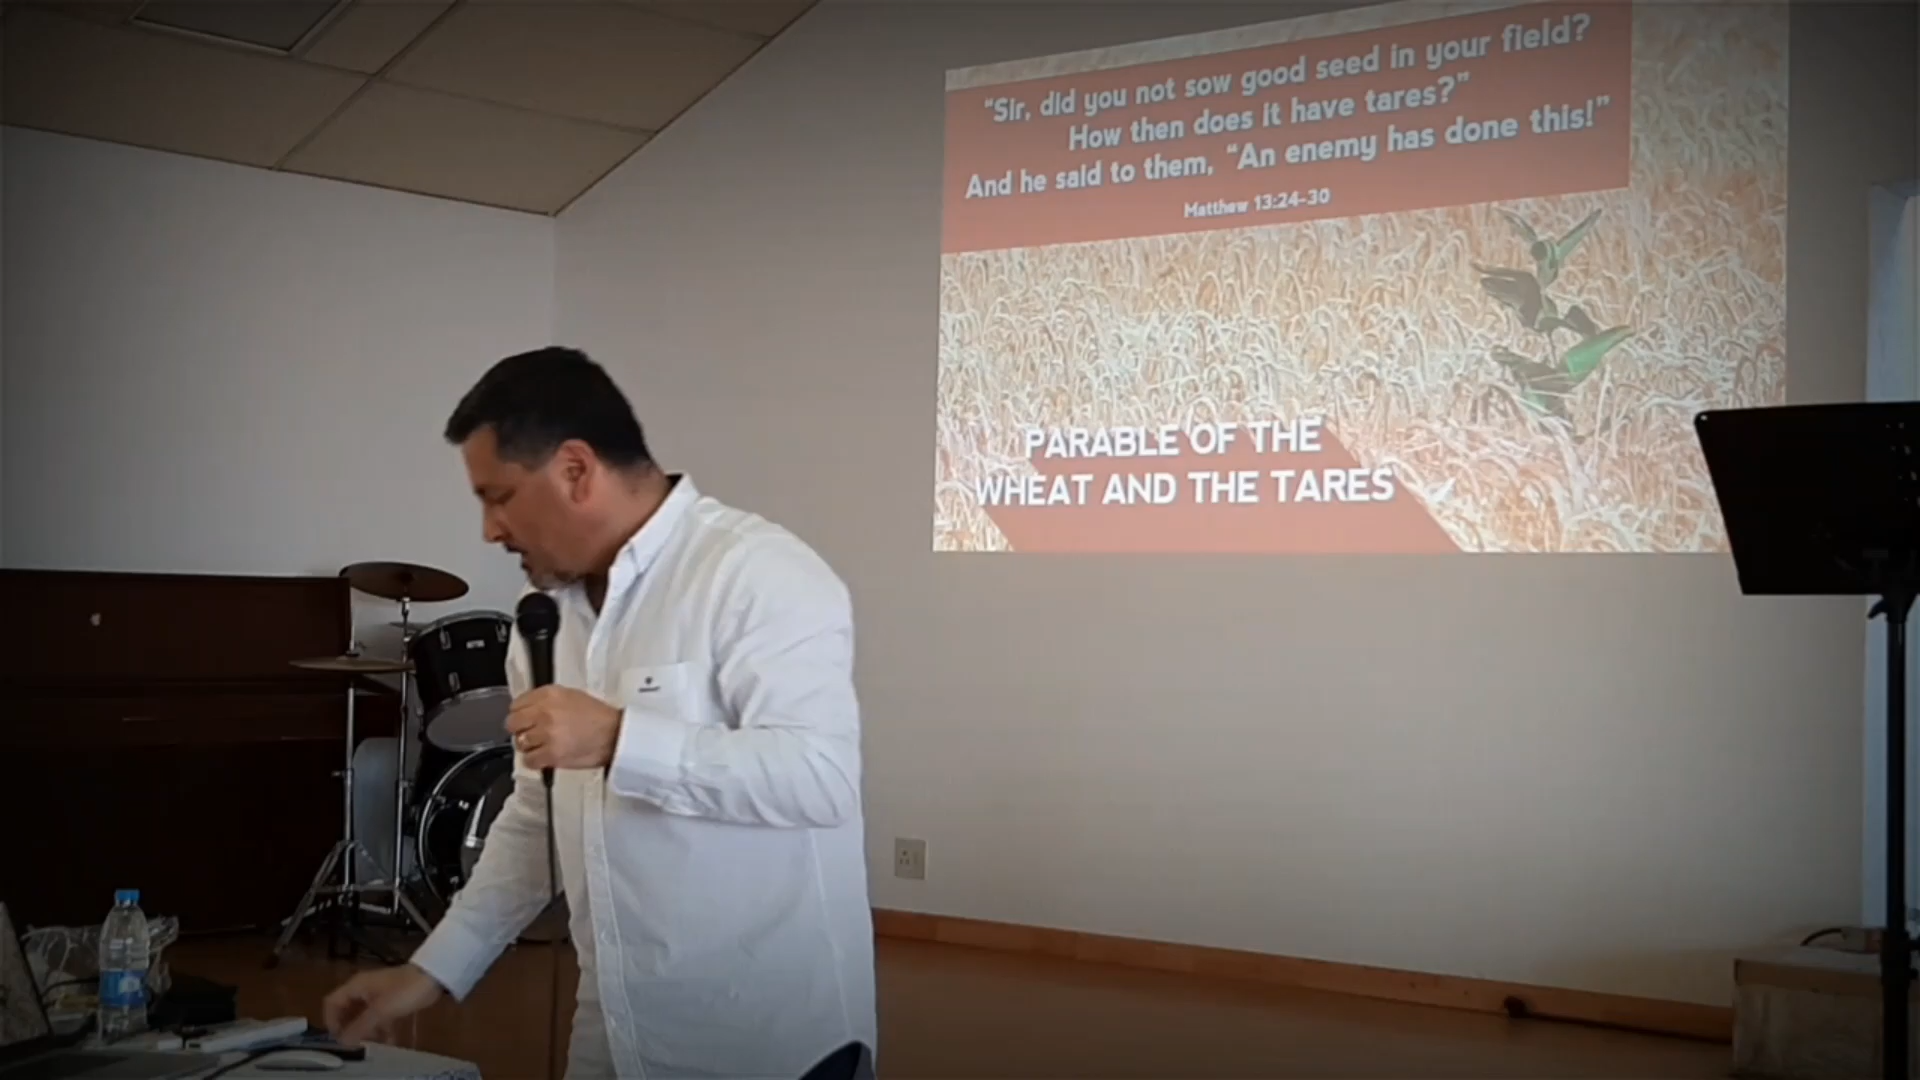 "Sir, did you not sow good seed in your field?
How then does it have tares?"
And he said to them, "An enemy has done this!"
Matthew 13:24-30
PARABLE OF THE
WHEAT AND THE TARES